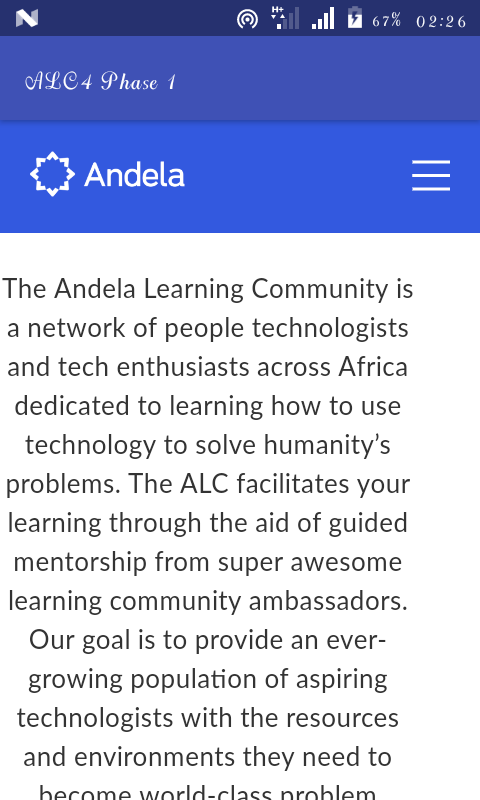 H+ 67% 02:26
ALC4 Phase 1
Andela
The Andela Learning Community is
a network of people technologists
and tech enthusiasts across Africa
dedicated to learning how to use
technology to solve humanity’s
problems. The ALC facilitates your
learning through the aid of guided
mentorship from super awesome
learning community ambassadors.
Our goal is to provide an ever-
growing population of aspiring
technologists with the resources
and environments they need to
become world-class problem